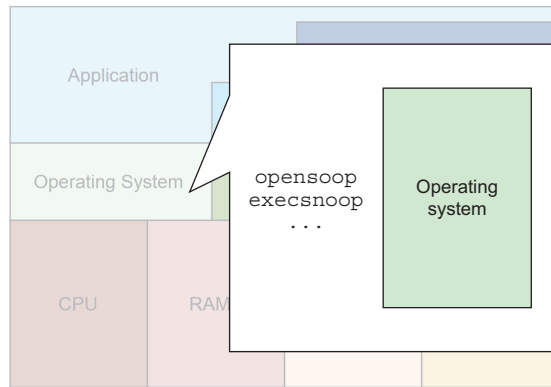 Application
Operating System
opensoop
execsnoop
...
Operating
system
CPU
RAM